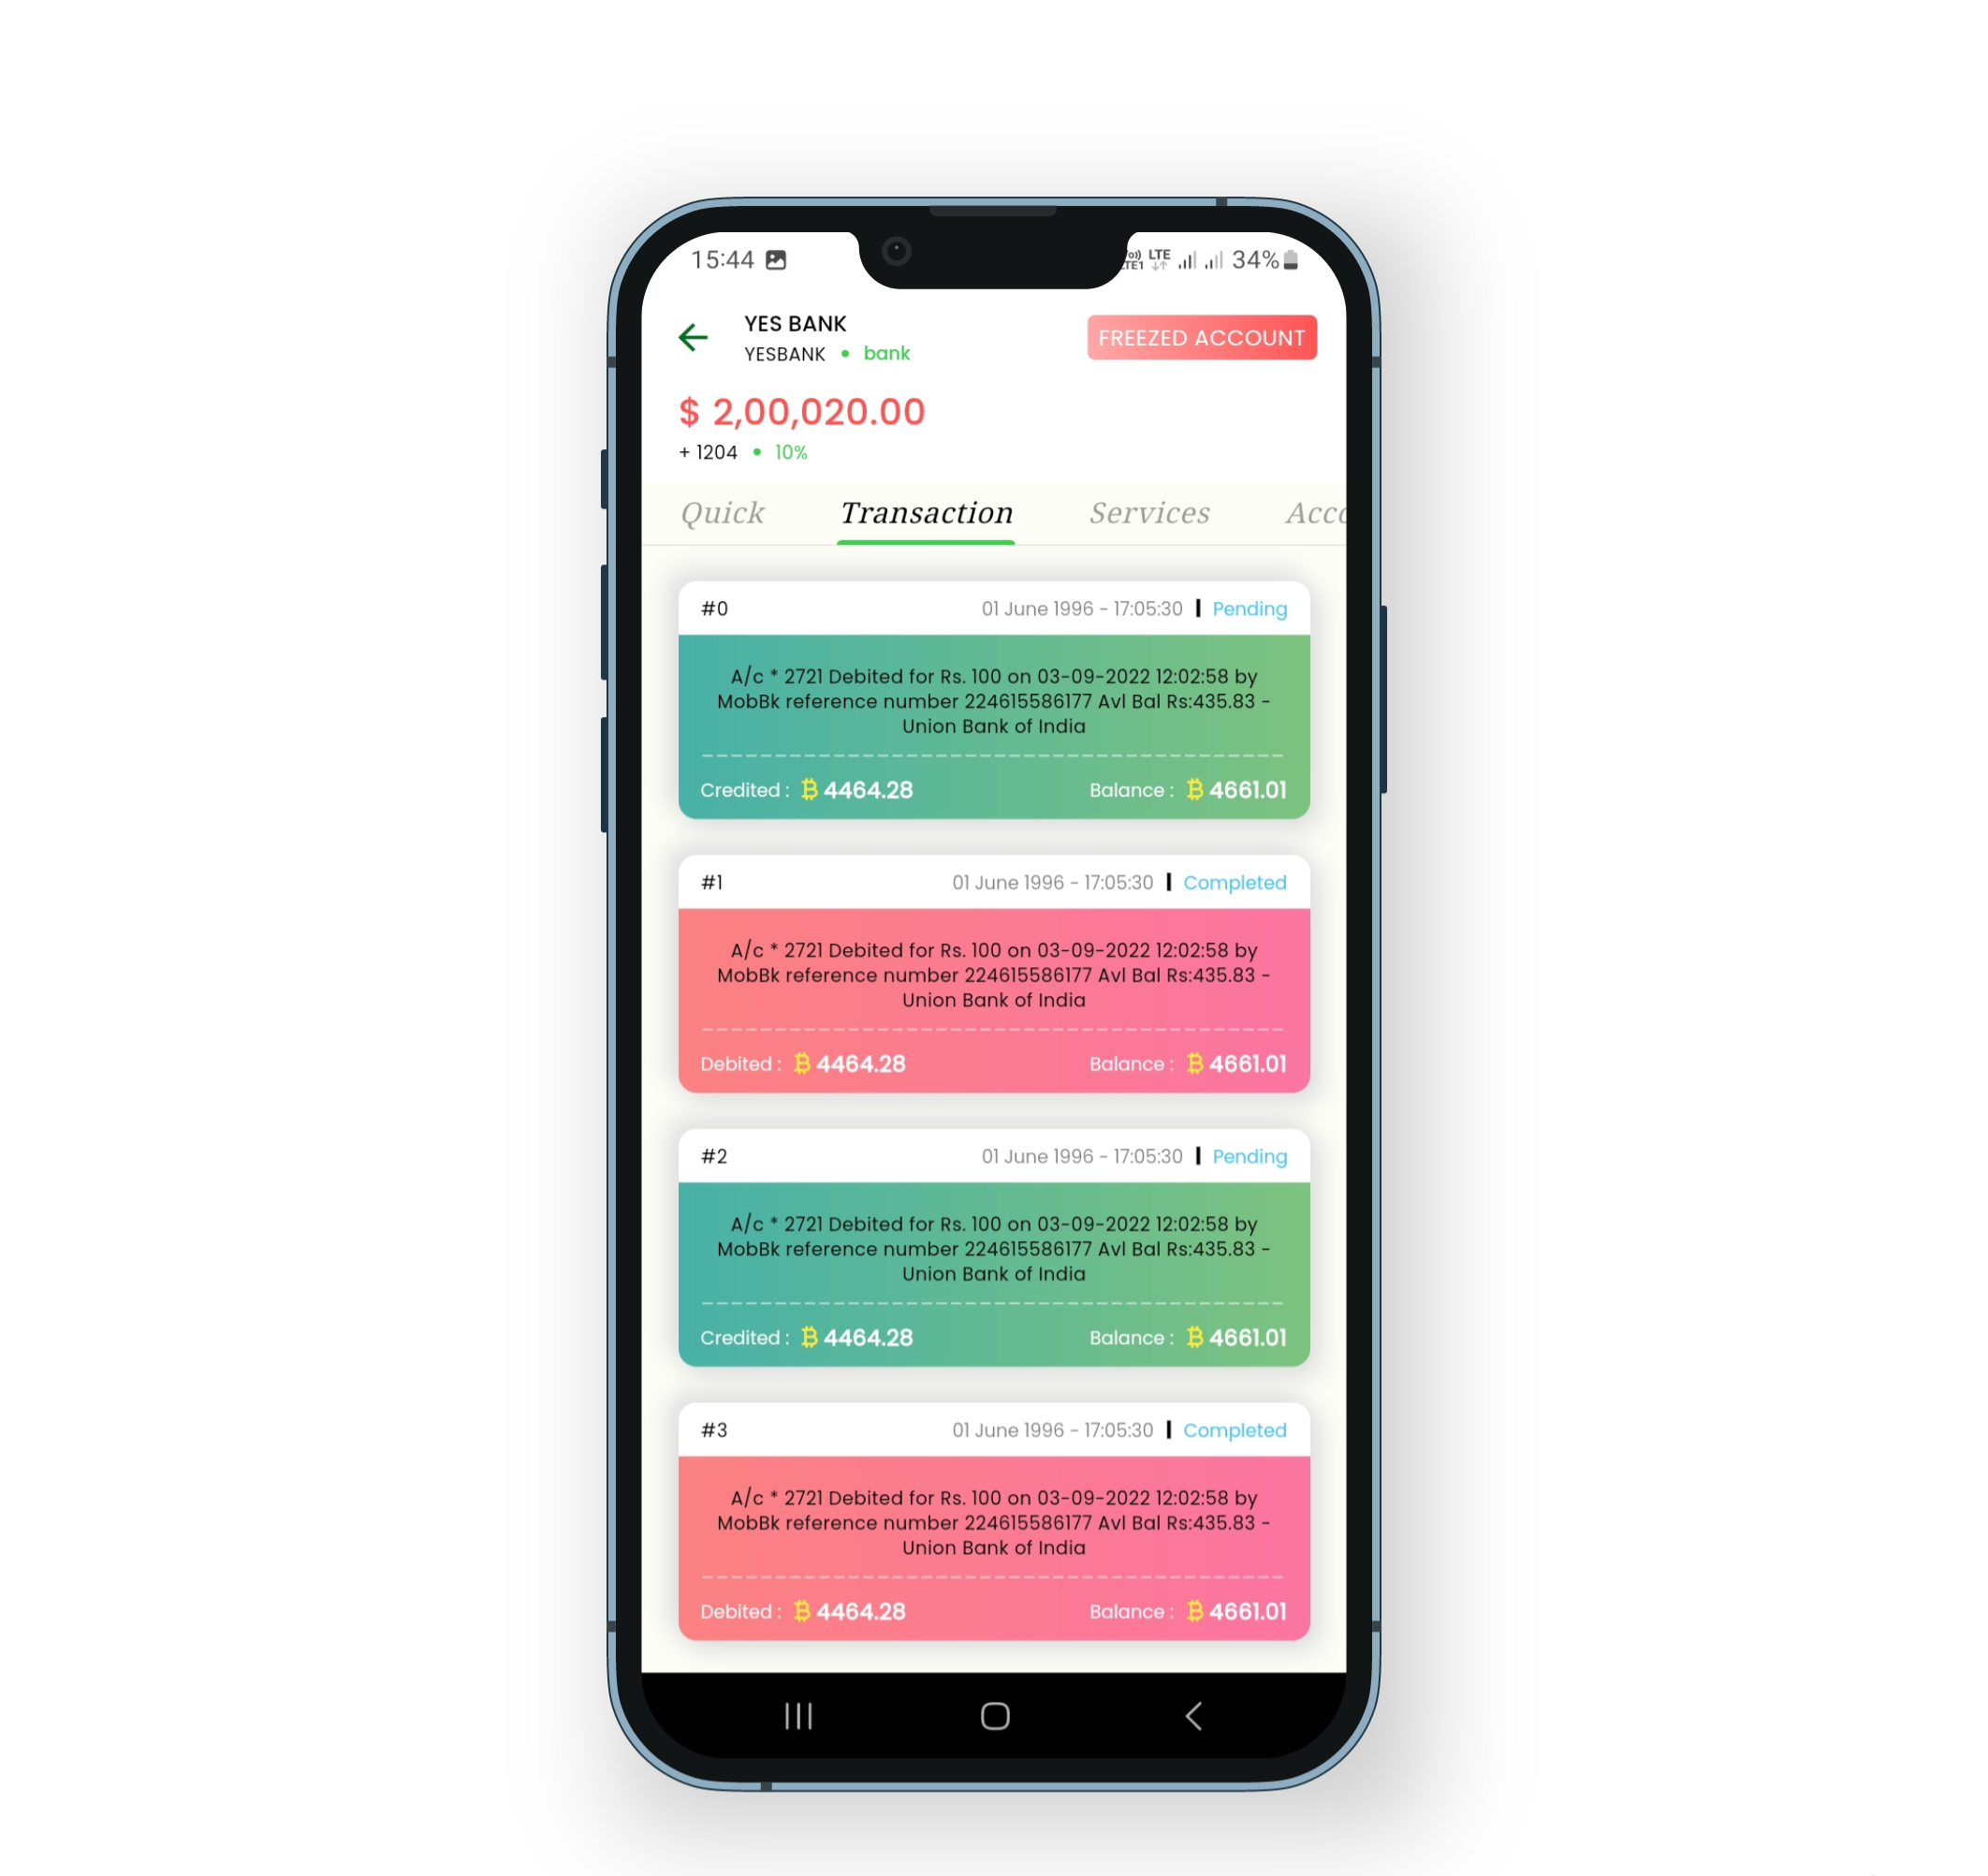 15:44
LTE
34%
YES BANK
FREEZED ACCOUNT
YESBANK • bank
$ 2,00,020.00
+ 1204 • 10%
Quick Transaction Services Acco
#0 01 June 1996 - 17:05:30 | Pending
A/c * 2721 Debited for Rs. 100 on 03-09-2022 12:02:58 by
MobBk reference number 224615586177 Avl Bal Rs:435.83 -
Union Bank of India
Credited : ₿ 4464.28 Balance : ₿ 4661.01
#1 01 June 1996 - 17:05:30 | Completed
A/c * 2721 Debited for Rs. 100 on 03-09-2022 12:02:58 by
MobBk reference number 224615586177 Avl Bal Rs:435.83 -
Union Bank of India
Debited : ₿ 4464.28 Balance : ₿ 4661.01
#2 01 June 1996 - 17:05:30 | Pending
A/c * 2721 Debited for Rs. 100 on 03-09-2022 12:02:58 by
MobBk reference number 224615586177 Avl Bal Rs:435.83 -
Union Bank of India
Credited : ₿ 4464.28 Balance : ₿ 4661.01
#3 01 June 1996 - 17:05:30 | Completed
A/c * 2721 Debited for Rs. 100 on 03-09-2022 12:02:58 by
MobBk reference number 224615586177 Avl Bal Rs:435.83 -
Union Bank of India
Debited : ₿ 4464.28 Balance : ₿ 4661.01